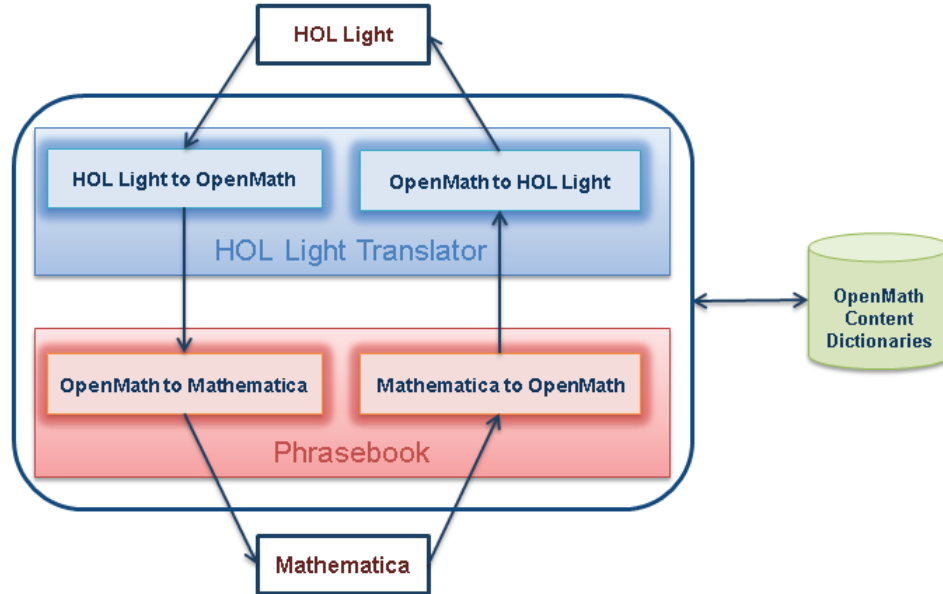 HOL Light
HOL Light to OpenMath
OpenMath to HOL Light
HOL Light Translator
OpenMath
Content
Dictionaries
OpenMath to Mathematica
Mathematica to OpenMath
Phrasebook
Mathematica